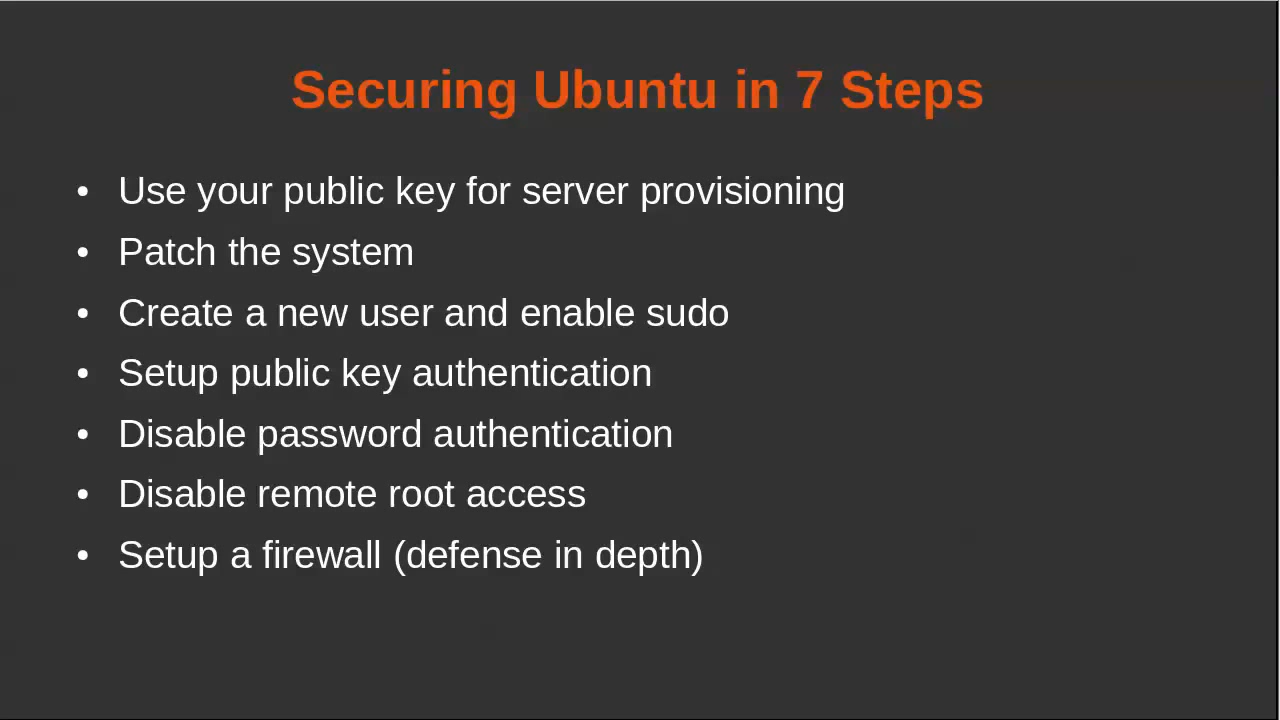 Securing Ubuntu in 7 Steps
• Use your public key for server provisioning
• Patch the system
• Create a new user and enable sudo
• Setup public key authentication
• Disable password authentication
• Disable remote root access
• Setup a firewall (defense in depth)